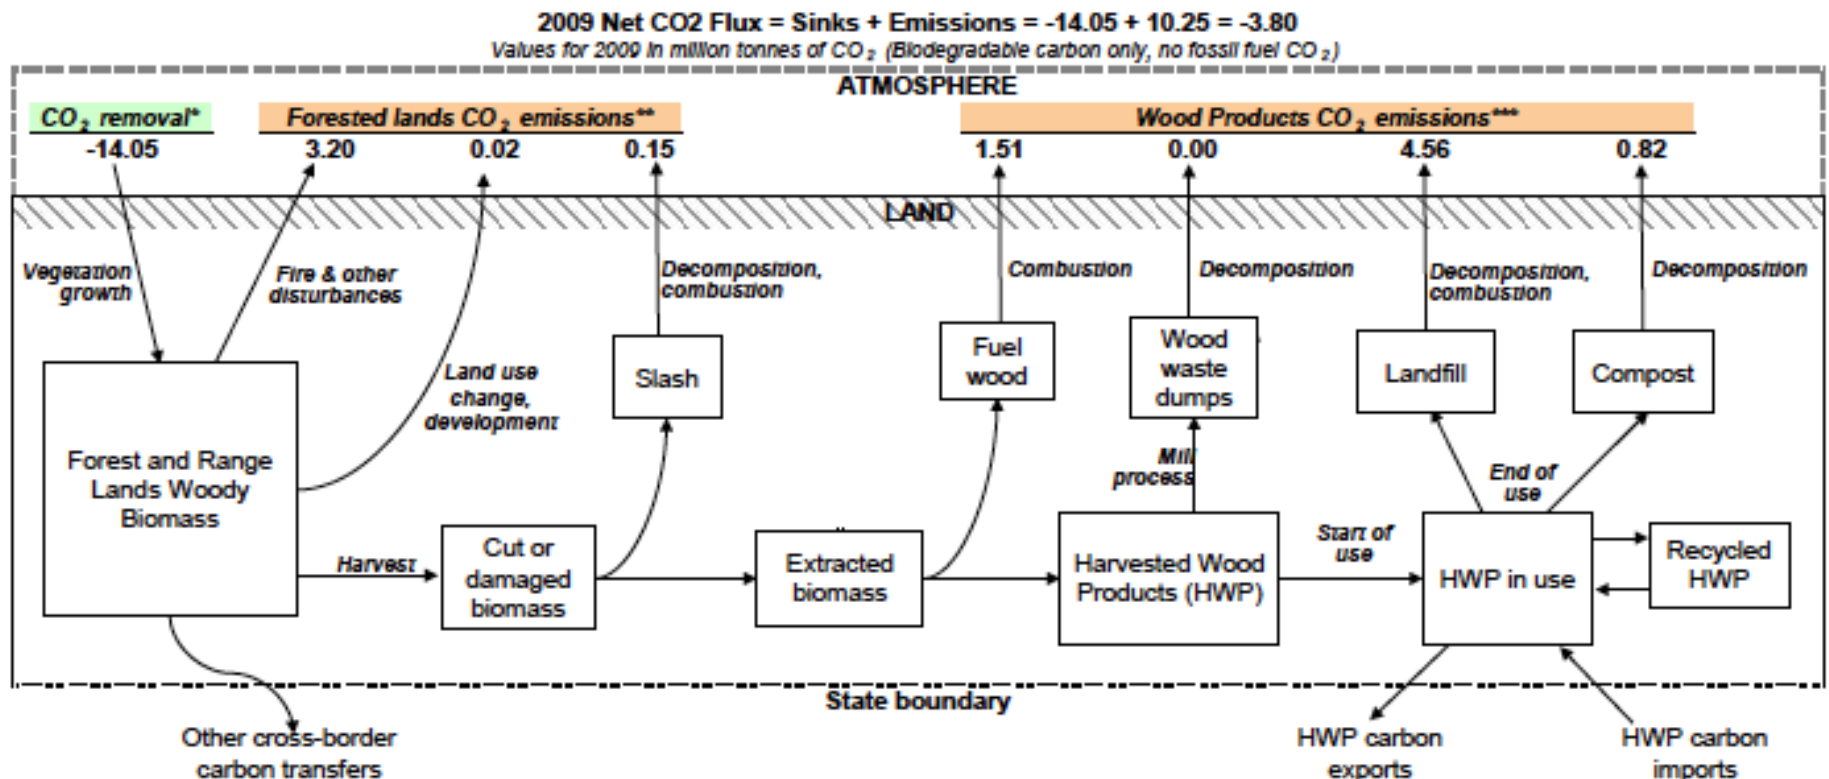 2009 Net CO2 Flux = Sinks + Emissions = -14.05 + 10.25 = -3.80
Values for 2009 in million tonnes of CO₂ (Biodegradable carbon only, no fossil fuel CO₂)
ATMOSPHERE
CO₂ removal*
Forested lands CO₂ emissions**
Wood Products CO₂ emissions***
-14.05
3.20
0.02
0.15
1.51
0.00
4.56
0.82
LAND
Vegetation
growth
Fire & other
disturbances
Land use
change,
development
Decomposition,
combustion
Combustion
Decomposition
Decomposition,
combustion
Decomposition
Slash
Fuel
wood
Wood
waste
dumps
Landfill
Compost
Forest and Range
Lands Woody
Biomass
Harvest
Cut or
damaged
biomass
Extracted
biomass
Mill
process
Harvested Wood
Products (HWP)
Start of
use
End of
use
HWP in use
Recycled
HWP
State boundary
Other cross-border
carbon transfers
HWP carbon
exports
HWP carbon
imports